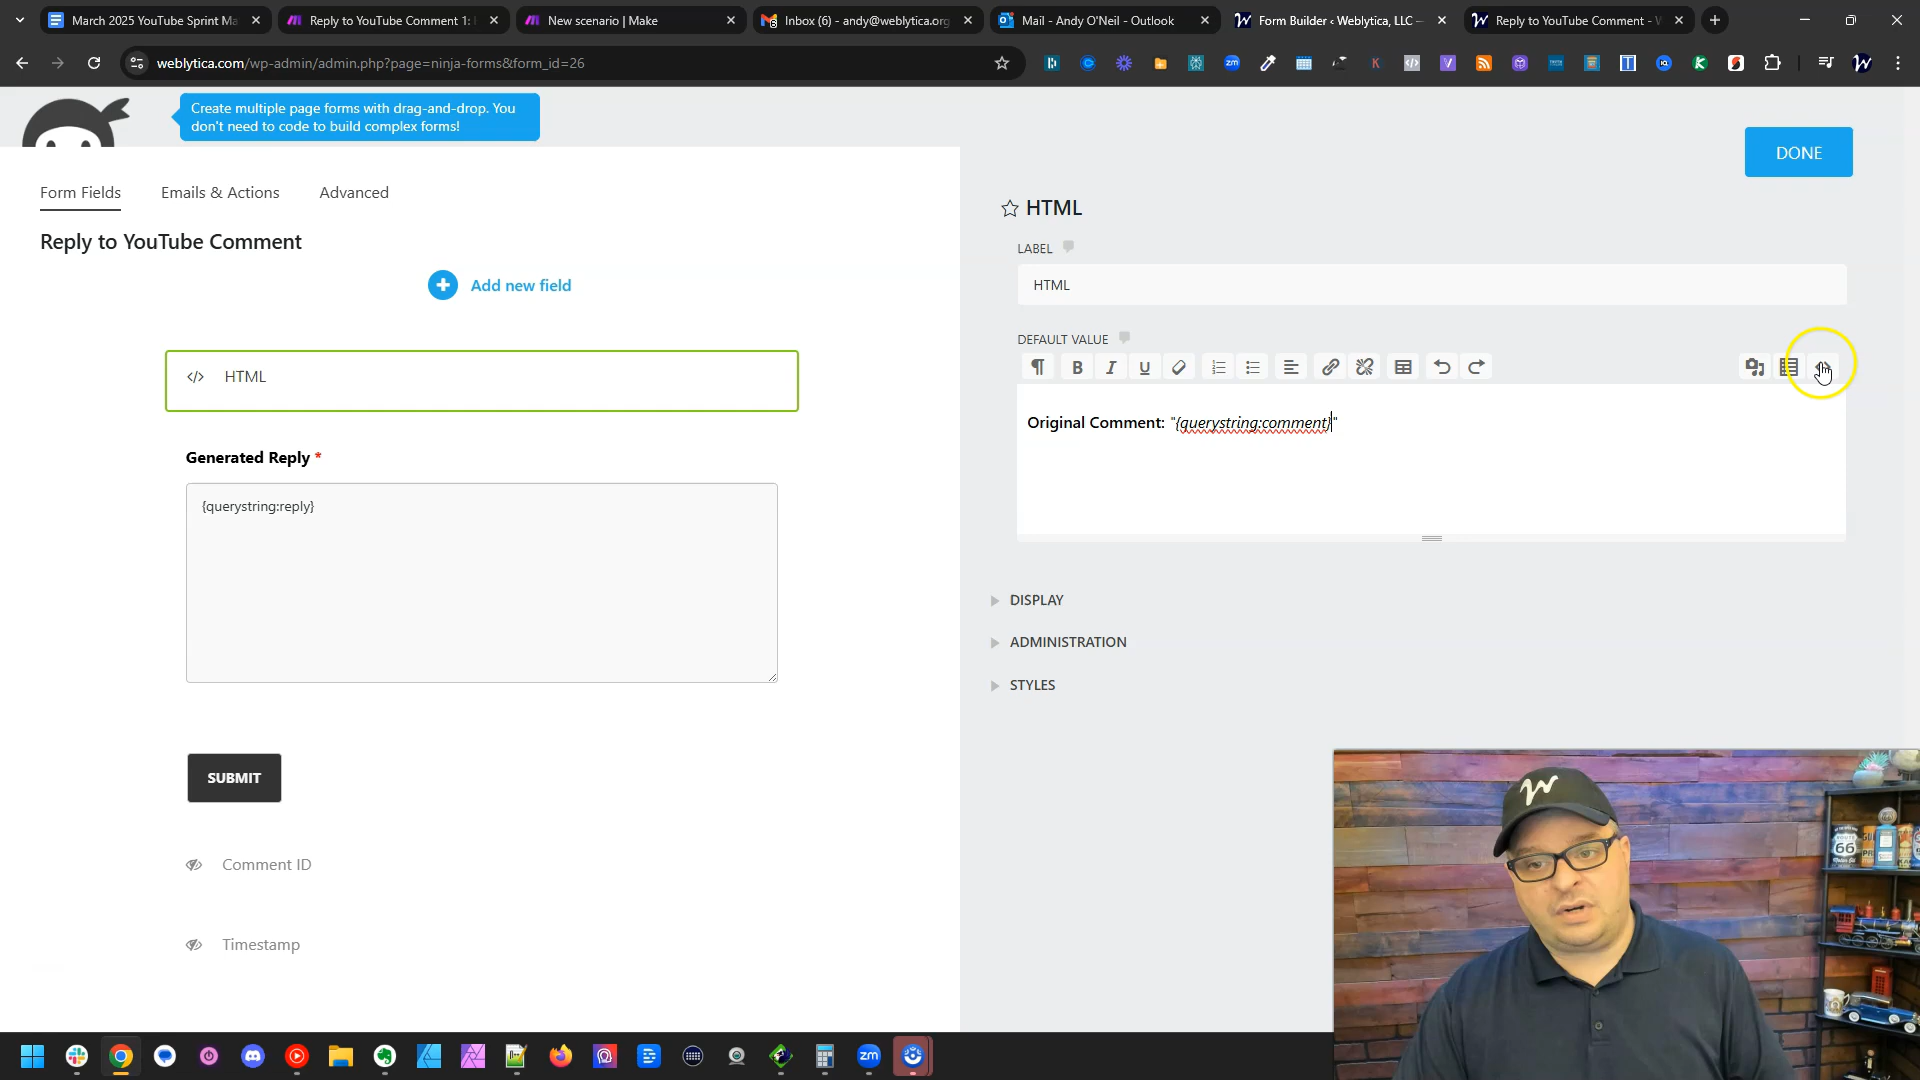 March 2025 YouTube Sprint Ma
Reply to YouTube Comment 1:
New scenario | Make
Inbox (6) - andy@weblytica.org
Mail - Andy O'Neil - Outlook
Form Builder ‹ Weblytica, LLC —
Reply to YouTube Comment - W
weblytica.com/wp-admin/admin.php?page=ninja-forms&form_id=26
Create multiple page forms with drag-and-drop. You
don't need to code to build complex forms!
DONE
Form Fields
Emails & Actions
Advanced
Reply to YouTube Comment
Add new field
HTML
Generated Reply *
{querystring:reply}
SUBMIT
Comment ID
Timestamp
HTML
LABEL
HTML
DEFAULT VALUE
B I U
Original Comment: "{querystring:comment}"
DISPLAY
ADMINISTRATION
STYLES
W
ROUTE
66
zm